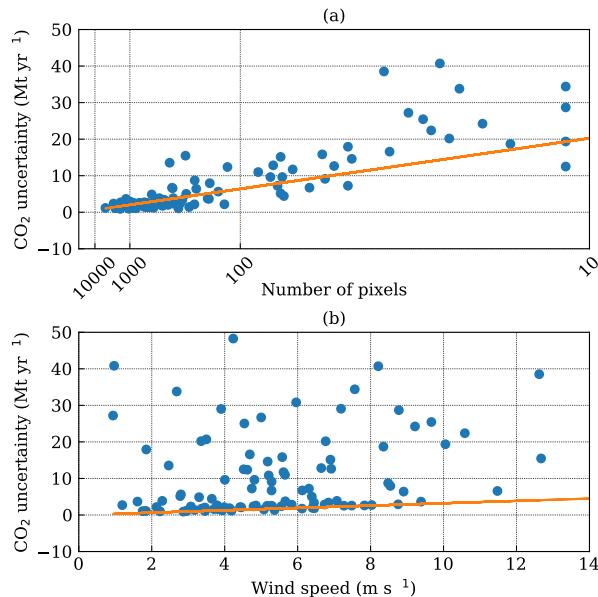 (a)
CO2 uncertainty (Mt yr 1)
50
40
30
20
10
0
−10
10000
1000
100
10
Number of pixels
(b)
CO2 uncertainty (Mt yr 1)
50
40
30
20
10
0
−10
0 2 4 6 8 10 12 14
Wind speed (m s 1)